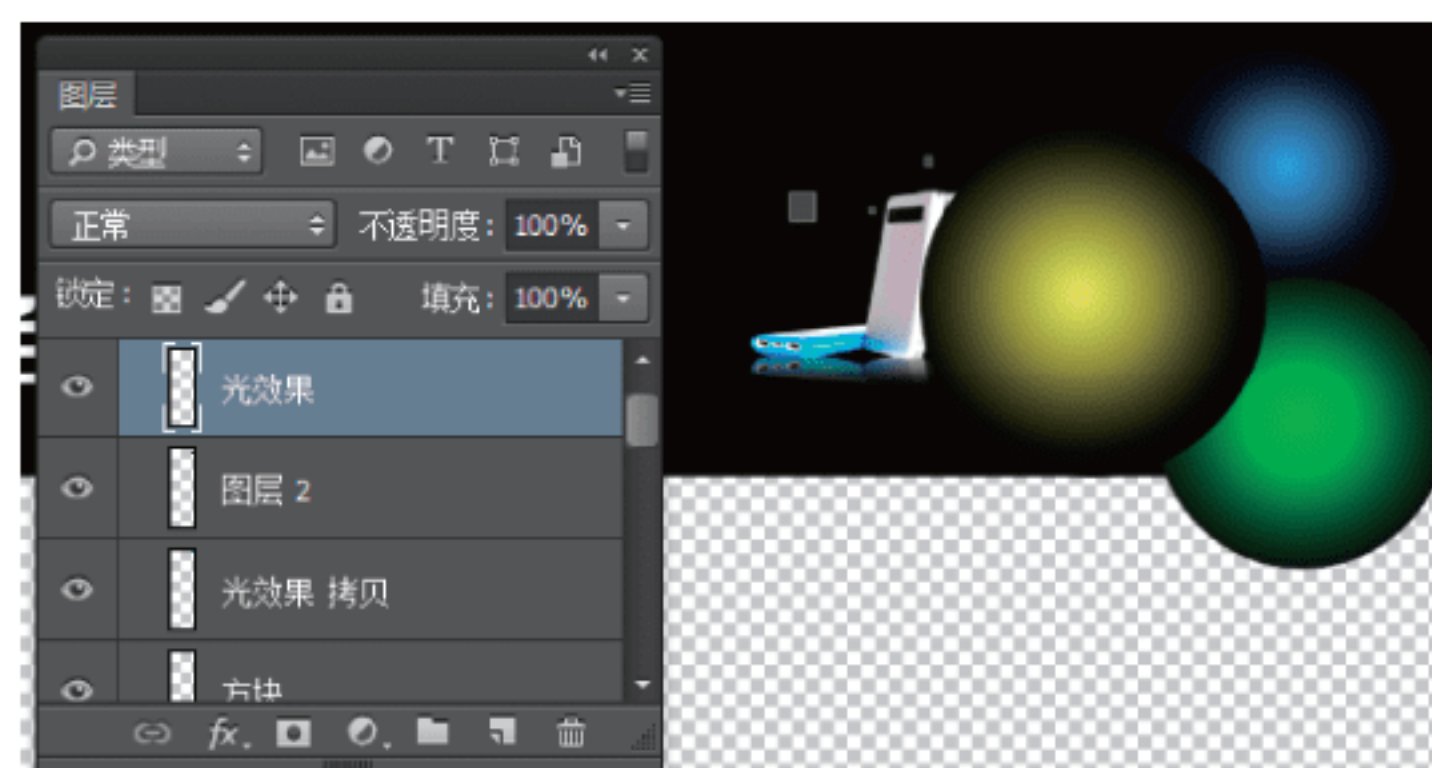 图层
类型
正常 不透明度: 100%
锁定: 填充: 100%
光效果
图层 2
光效果 拷贝
方块
fx.